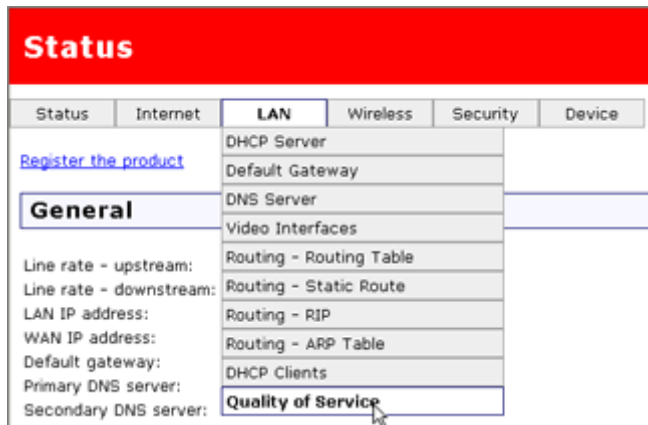 Status
Status Internet LAN Wireless Security Device
DHCP Server
Default Gateway
DNS Server
Video Interfaces
Routing - Routing Table
Routing - Static Route
Routing - RIP
Routing - ARP Table
DHCP Clients
Quality of Service
Register the product
General
Line rate - upstream:
Line rate - downstream:
LAN IP address:
WAN IP address:
Default gateway:
Primary DNS server:
Secondary DNS server: